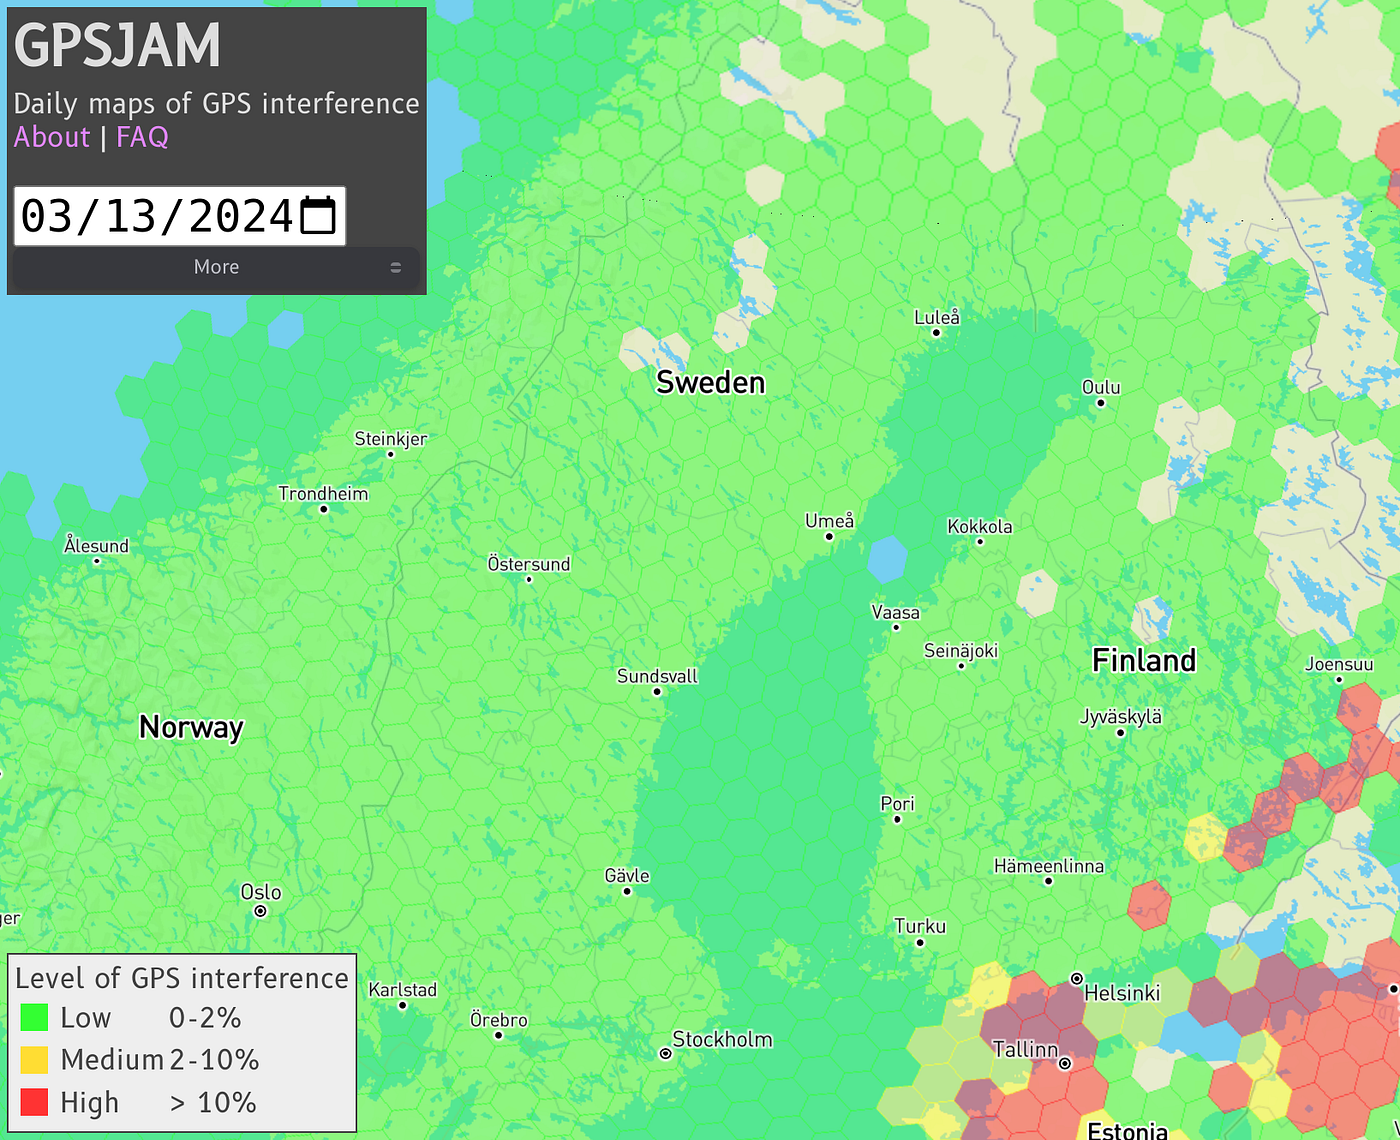 GPSJAM
Daily maps of GPS interference
About | FAQ
03/13/2024
More
Luleå
Sweden
Oulu
Steinkjer
Trondheim
Umeå
Kokkola
Ålesund
Östersund
Vaasa
Seinäjoki
Finland
Joensuu
Sundsvall
Jyväskylä
Norway
Pori
Hämeenlinna
Gävle
Oslo
Turku
Karlstad
Helsinki
Örebro
Stockholm
Tallinn
Estonia
Level of GPS interference
Low 0-2%
Medium 2-10%
High > 10%